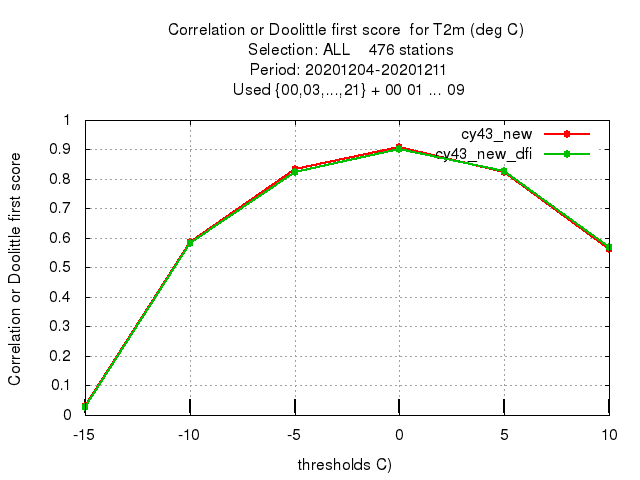 Correlation or Doolittle first score  for T2m (deg C)
Selection: ALL    476 stations
Period: 20201204-20201211
Used {00,03,...,21} + 00 01 ... 09
cy43_new
cy43_new_dfi
Correlation or Doolittle first score
1
0.9
0.8
0.7
0.6
0.5
0.4
0.3
0.2
0.1
0
-15 -10 -5 0 5 10
thresholds C)